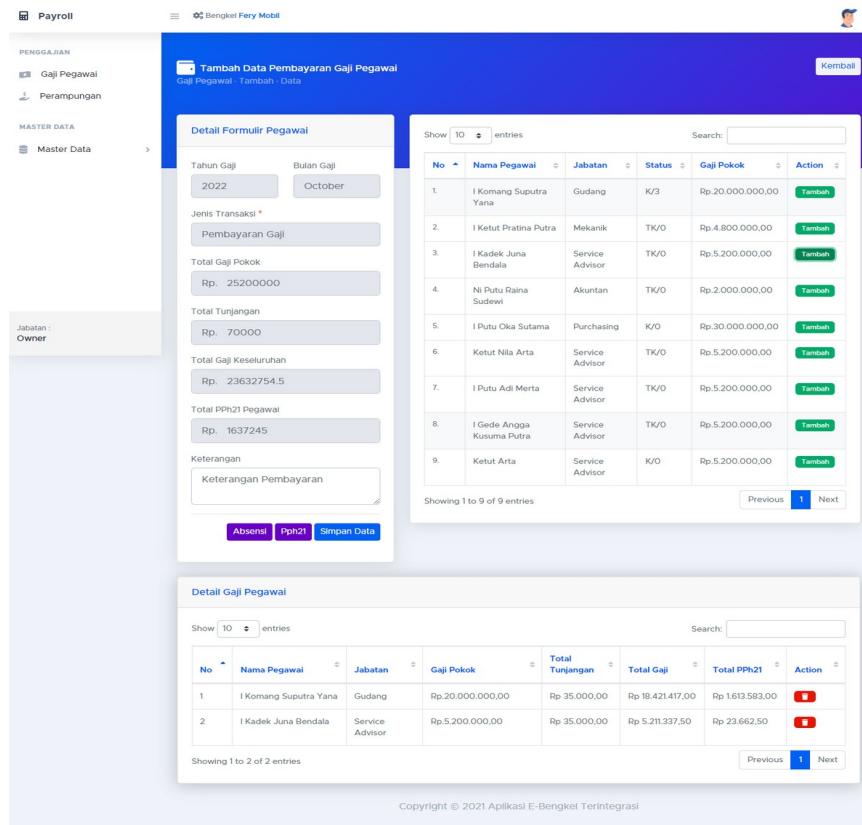 Payroll
Bengkel Fery Mobil
PENGGAJIAN
Gaji Pegawai
Perampungan
MASTER DATA
Master Data
Jabatan :
Owner
Tambah Data Pembayaran Gaji Pegawai
Gaji Pegawai · Tambah · Data
Kembali
Detail Formulir Pegawai
Tahun Gaji Bulan Gaji
2022 October
Jenis Transaksi *
Pembayaran Gaji
Total Gaji Pokok
Rp. 25200000
Total Tunjangan
Rp. 70000
Total Gaji Keseluruhan
Rp. 23632754.5
Total PPh21 Pegawai
Rp. 1637245
Keterangan
Keterangan Pembayaran
Absensi Pph21 Simpan Data
Show 10 entries Search:
No Nama Pegawai Jabatan Status Gaji Pokok Action
1. I Komang Suputra Yana Gudang K/3 Rp.20.000.000,00 Tambah
2. I Ketut Pratina Putra Mekanik TK/0 Rp.4.800.000,00 Tambah
3. I Kadek Juna Bendala Service Advisor TK/0 Rp.5.200.000,00 Tambah
4. Ni Putu Raina Sudewi Akuntan TK/0 Rp.2.000.000,00 Tambah
5. I Putu Oka Sutama Purchasing K/0 Rp.30.000.000,00 Tambah
6. Ketut Nila Arta Service Advisor TK/0 Rp.5.200.000,00 Tambah
7. I Putu Adi Merta Service Advisor TK/0 Rp.5.200.000,00 Tambah
8. I Gede Angga Kusuma Putra Service Advisor TK/0 Rp.5.200.000,00 Tambah
9. Ketut Arta Service Advisor K/0 Rp.5.200.000,00 Tambah
Showing 1 to 9 of 9 entries Previous 1 Next
Detail Gaji Pegawai
Show 10 entries Search:
No Nama Pegawai Jabatan Gaji Pokok Total Tunjangan Total Gaji Total PPh21 Action
1 I Komang Suputra Yana Gudang Rp.20.000.000,00 Rp 35.000,00 Rp 18.421.417,00 Rp 1.613.583,00
2 I Kadek Juna Bendala Service Advisor Rp.5.200.000,00 Rp 35.000,00 Rp 5.211.337,50 Rp 23.662,50
Showing 1 to 2 of 2 entries Previous 1 Next
Copyright © 2021 Aplikasi E-Bengkel Terintegrasi